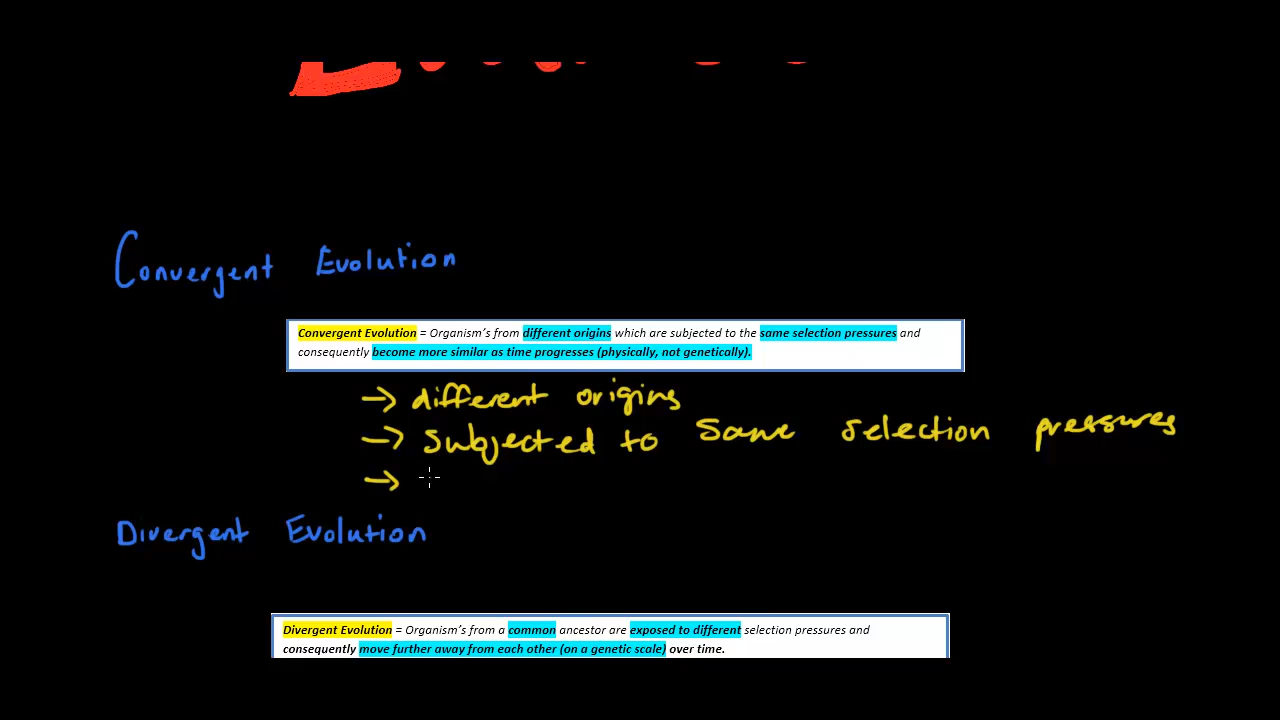 Convergent Evolution
Convergent Evolution = Organism's from different origins which are subjected to the same selection pressures and
consequently become more similar as time progresses (physically, not genetically).
→ different origins
→ subjected to same selection pressures
→
Divergent Evolution
Divergent Evolution = Organism's from a common ancestor are exposed to different selection pressures and
consequently move further away from each other (on a genetic scale) over time.